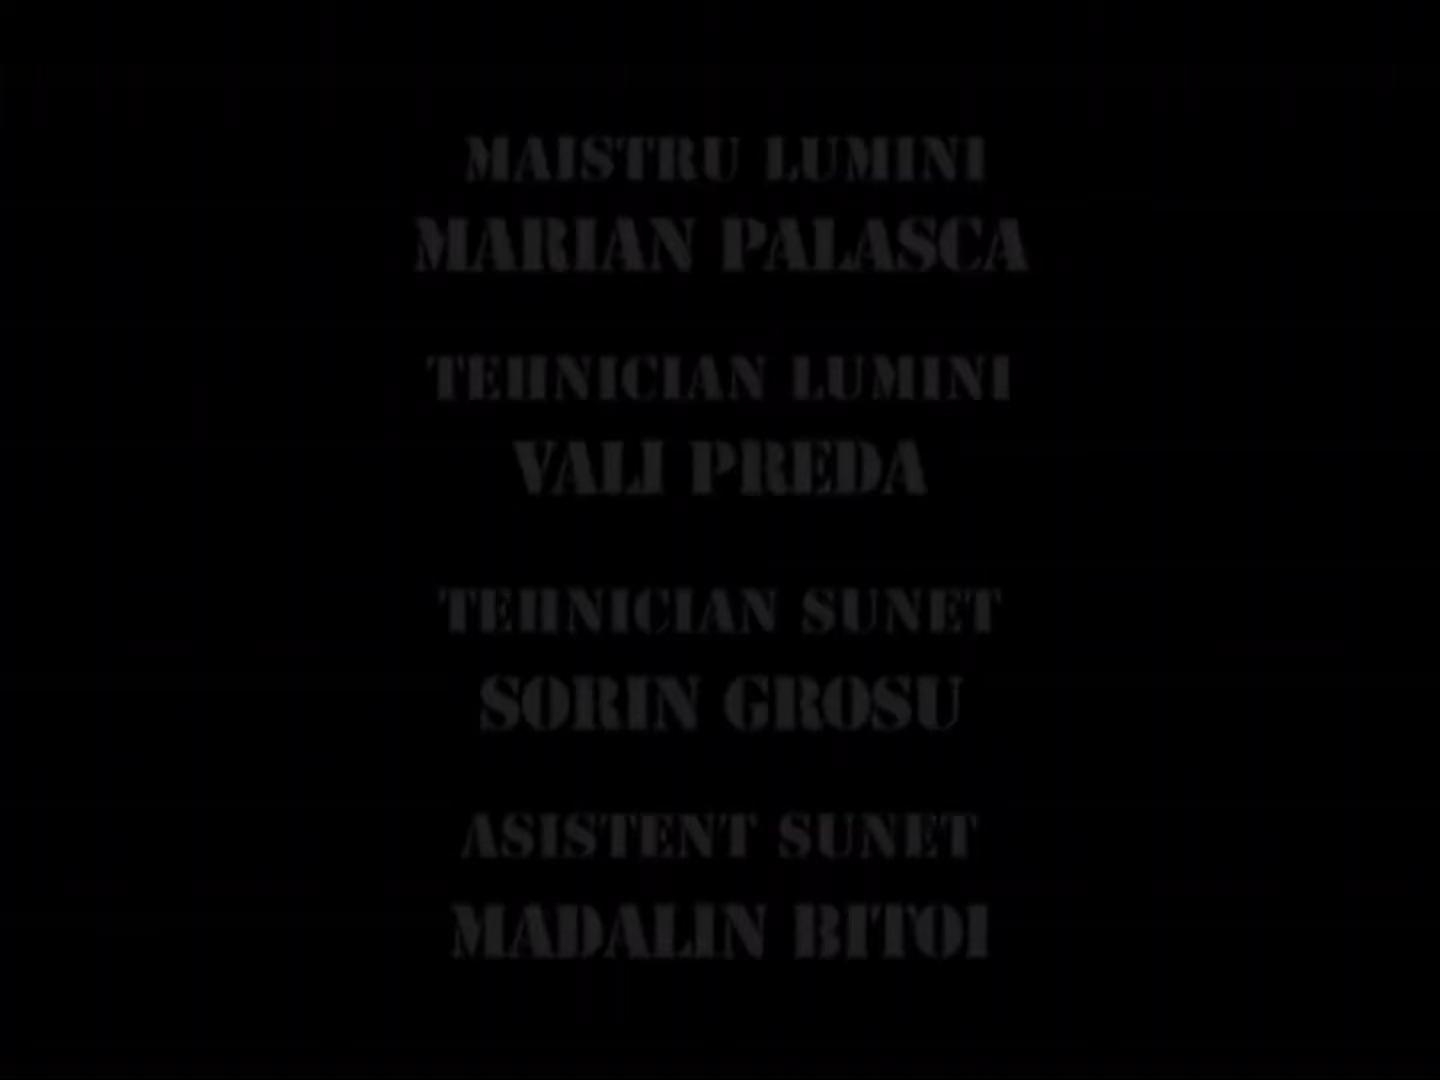 MAISTRU LUMINI
MARIAN PALASCA
TEHNICIAN LUMINI
VALI PREDA
TEHNICIAN SUNET
SORIN GROSU
ASISTENT SUNET
MADALIN BITOI